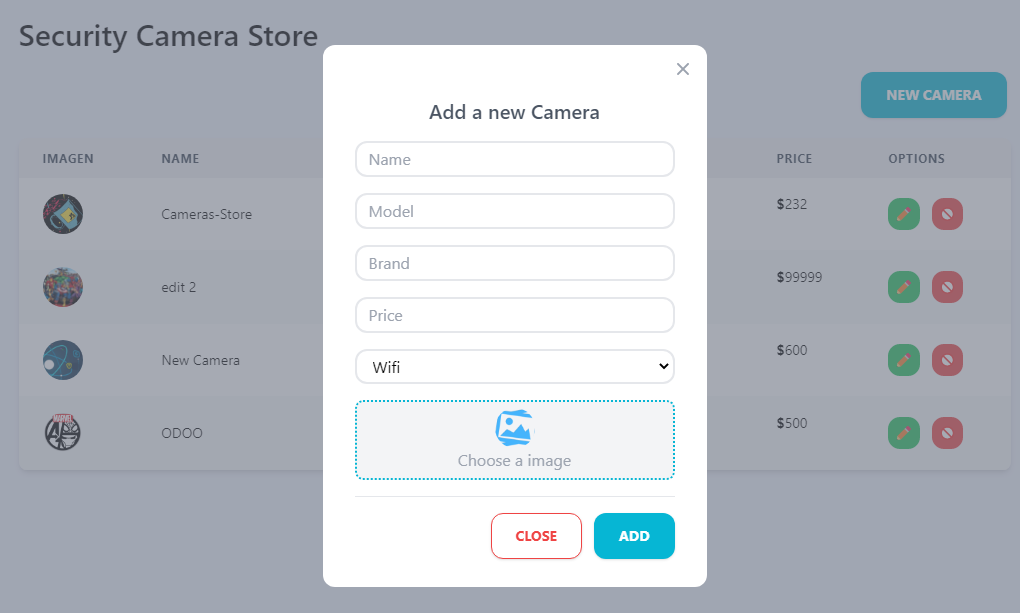 Security Camera Store
NEW CAMERA
IMAGEN NAME PRICE OPTIONS
Cameras-Store $232
edit 2 $99999
New Camera $600
MARVEL
ODOO $500
Add a new Camera
Name
Model
Brand
Price
Wifi
Choose a image
CLOSE ADD